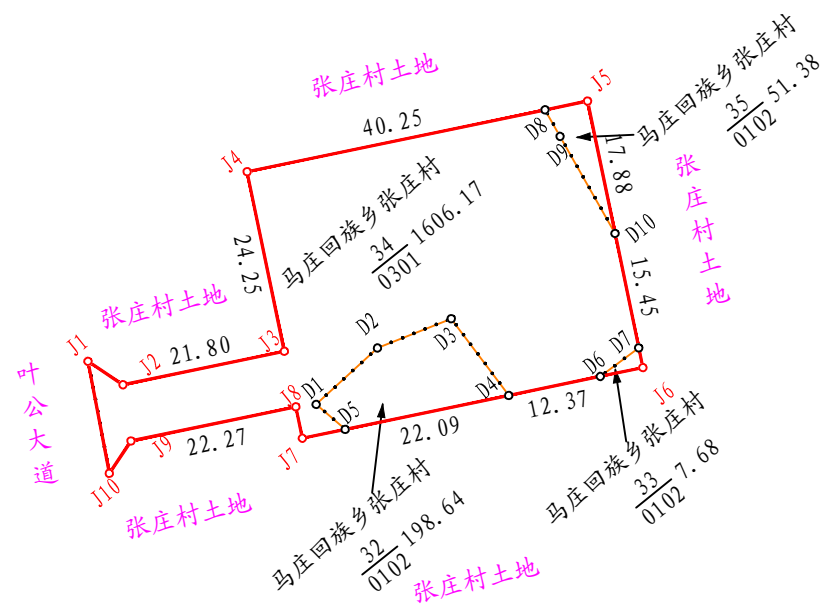 张庄村土地
J5
马庄回族乡张庄村
35
0102
51.38
40.25
D8
D9
17.88
J4
张庄村土地
马庄回族乡张庄村
34
0301
1606.17
D10
24.25
15.45
张庄村土地
J1
J2
21.80
J3
D2
D3
D7
D6
J6
叶公大道
D1
J8
D4
D5
12.37
22.09
J9
22.27
J7
J10
张庄村土地
马庄回族乡张庄村
33
0102
7.68
马庄回族乡张庄村
32
0102
198.64
张庄村土地